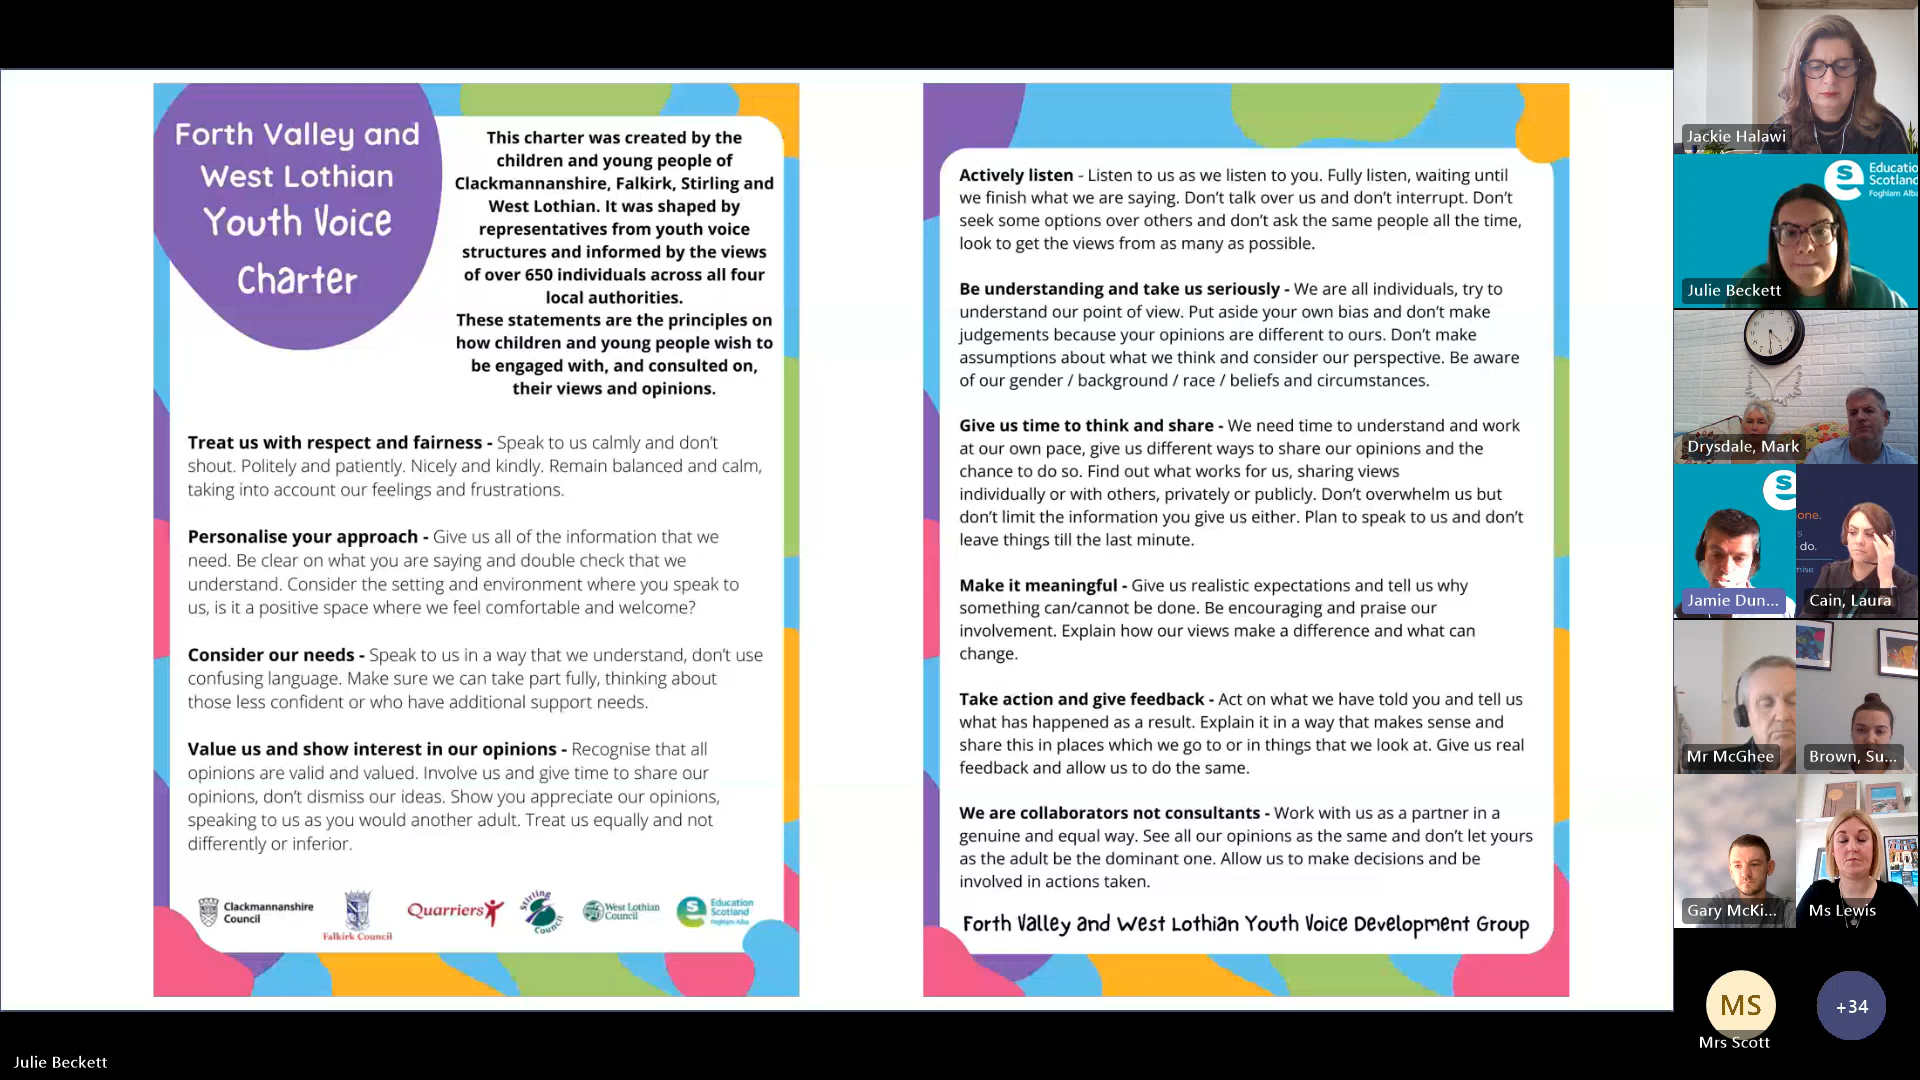 Forth Valley and
West Lothian
Youth Voice
Charter
This charter was created by the
children and young people of
Clackmannanshire, Falkirk, Stirling and
West Lothian. It was shaped by
representatives from youth voice
structures and informed by the views
of over 650 individuals across all four
local authorities.
These statements are the principles on
how children and young people wish to
be engaged with, and consulted on,
their views and opinions.
Treat us with respect and fairness - Speak to us calmly and don't
shout. Politely and patiently. Nicely and kindly. Remain balanced and calm,
taking into account our feelings and frustrations.
Personalise your approach - Give us all of the information that we
need. Be clear on what you are saying and double check that we
understand. Consider the setting and environment where you speak to
us, is it a positive space where we feel comfortable and welcome?
Consider our needs - Speak to us in a way that we understand, don't use
confusing language. Make sure we can take part fully, thinking about
those less confident or who have additional support needs.
Value us and show interest in our opinions - Recognise that all
opinions are valid and valued. Involve us and give time to share our
opinions, don't dismiss our ideas. Show you appreciate our opinions,
speaking to us as you would another adult. Treat us equally and not
differently or inferior.
Clackmannanshire
Council
Falkirk Council
Quarriers
Stirling
Council
West Lothian
Council
Education
Scotland
Foghlam Alba
Actively listen - Listen to us as we listen to you. Fully listen, waiting until
we finish what we are saying. Don't talk over us and don't interrupt. Don't
seek some options over others and don't ask the same people all the time,
look to get the views from as many as possible.
Be understanding and take us seriously - We are all individuals, try to
understand our point of view. Put aside your own bias and don't make
judgements because your opinions are different to ours. Don't make
assumptions about what we think and consider our perspective. Be aware
of our gender / background / race / beliefs and circumstances.
Give us time to think and share - We need time to understand and work
at our own pace, give us different ways to share our opinions and the
chance to do so. Find out what works for us, sharing views
individually or with others, privately or publicly. Don't overwhelm us but
don't limit the information you give us either. Plan to speak to us and don't
leave things till the last minute.
Make it meaningful - Give us realistic expectations and tell us why
something can/cannot be done. Be encouraging and praise our
involvement. Explain how our views make a difference and what can
change.
Take action and give feedback - Act on what we have told you and tell us
what has happened as a result. Explain it in a way that makes sense and
share this in places which we go to or in things that we look at. Give us real
feedback and allow us to do the same.
We are collaborators not consultants - Work with us as a partner in a
genuine and equal way. See all our opinions as the same and don't let yours
as the adult be the dominant one. Allow us to make decisions and be
involved in actions taken.
Forth Valley and West Lothian Youth Voice Development Group
Jackie Halawi
Education
Scotland
Foghlam Alba
Julie Beckett
Drysdale, Mark
one.
do.
Jamie Dun...
Cain, Laura
Mr McGhee
Brown, Su...
Gary McKi...
Ms Lewis
MS
+34
Mrs Scott
Julie Beckett